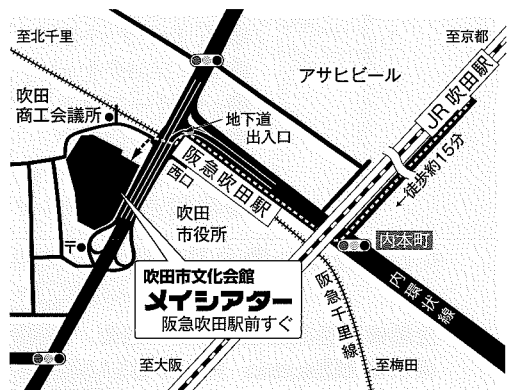 至北千里
至京都
アサヒビール
JR吹田駅
吹田
商工会議所
地下道
出入口
←徒歩約15分
阪急吹田駅
西口
吹田
市役所
〒
内本町
吹田市文化会館
メイシアター
阪急吹田駅前すぐ
阪急千里線
内環状線
至大阪
至梅田